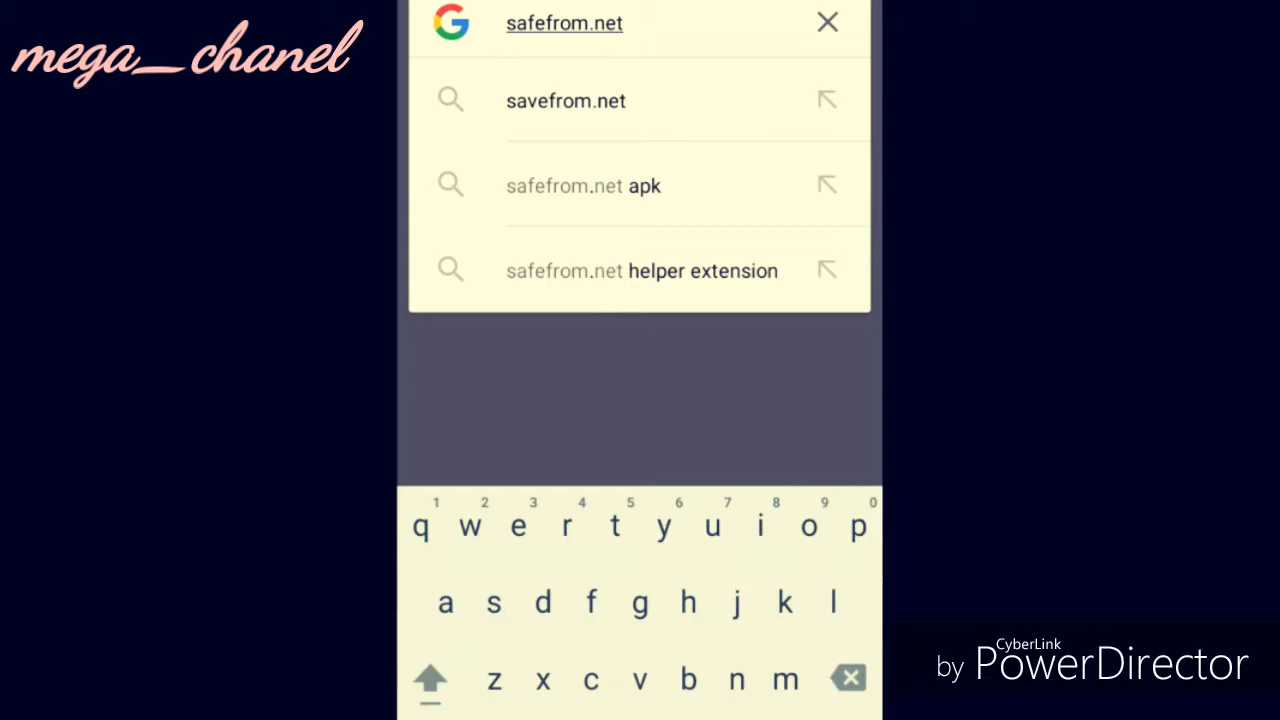 mega_chanel
safefrom.net
savefrom.net
safefrom.net apk
safefrom.net helper extension
1 2 3 4 5 6 7 8 9 0
q w e r t y u i o p
a s d f g h j k l
z x c v b n m
CyberLink
by PowerDirector